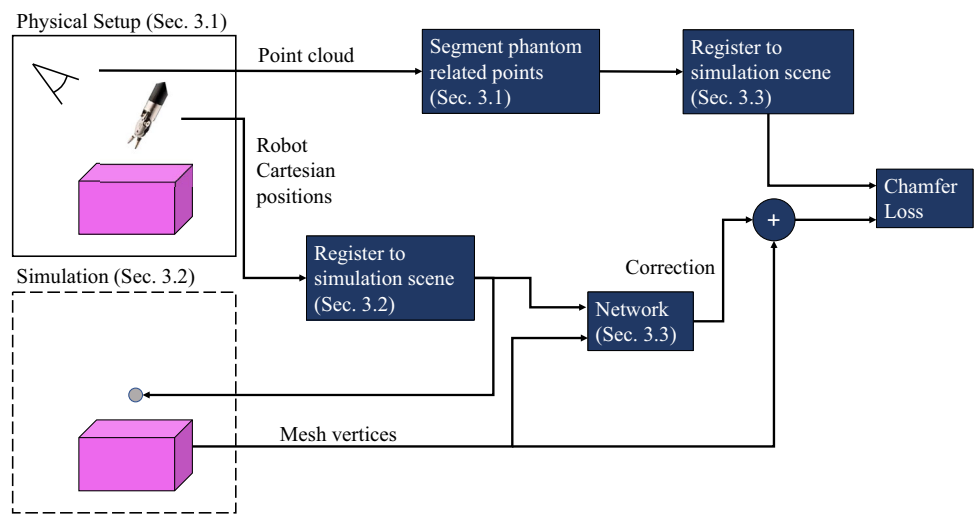 Physical Setup (Sec. 3.1)
Point cloud
Segment phantom
related points
(Sec. 3.1)
Register to
simulation scene
(Sec. 3.3)
Robot
Cartesian
positions
Chamfer
Loss
+
Register to
simulation scene
(Sec. 3.2)
Correction
Network
(Sec. 3.3)
Simulation (Sec. 3.2)
Mesh vertices